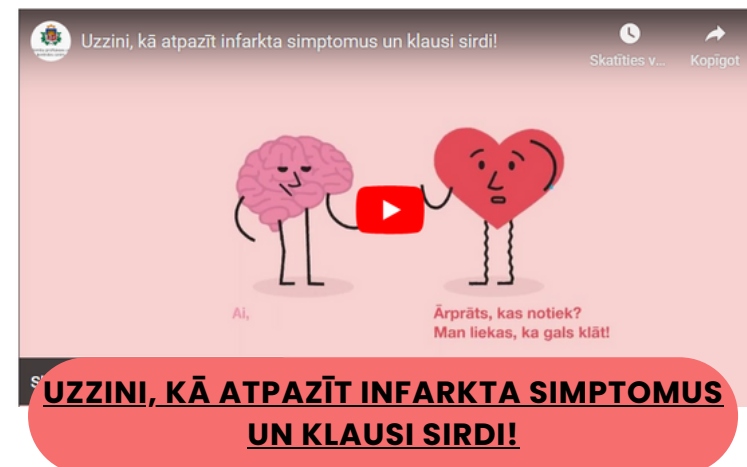 Uzzini, kā atpazīt infarkta simptomus un klausi sirdi!
Skatīties v...
Kopīgot
Ai,
Ārprāts, kas notiek?
Man liekas, ka gals klāt!
UZZINI, KĀ ATPAZĪT INFARKTA SIMPTOMUS
UN KLAUSI SIRDI!